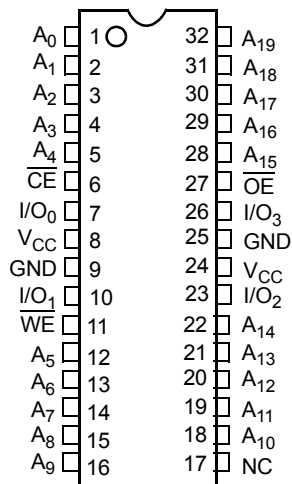 A0 1 32 A19
A1 2 31 A18
A2 3 30 A17
A3 4 29 A16
A4 5 28 A15
CE 6 27 OE
I/O0 7 26 I/O3
VCC 8 25 GND
GND 9 24 VCC
I/O1 10 23 I/O2
WE 11 22 A14
A5 12 21 A13
A6 13 20 A12
A7 14 19 A11
A8 15 18 A10
A9 16 17 NC